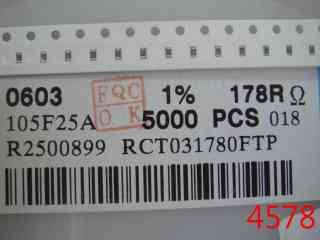 0603 1% 178R Ω
FQC
OK
105F25A 5000 PCS 018
R2500899 RCT031780FTP
4578